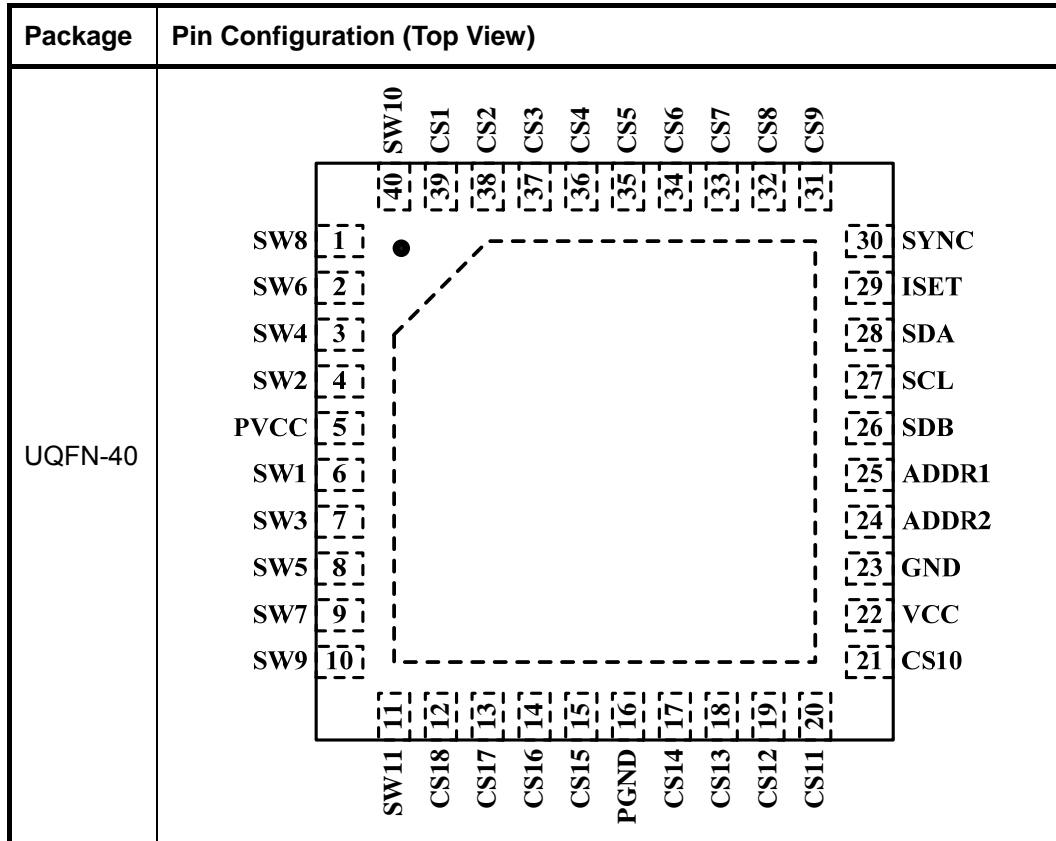 Package Pin Configuration (Top View)
UQFN-40
SW10 CS1 CS2 CS3 CS4 CS5 CS6 CS7 CS8 CS9
40 39 38 37 36 35 34 33 32 31
SW8 1 30 SYNC
SW6 2 29 ISET
SW4 3 28 SDA
SW2 4 27 SCL
PVCC 5 26 SDB
SW1 6 25 ADDR1
SW3 7 24 ADDR2
SW5 8 23 GND
SW7 9 22 VCC
SW9 10 21 CS10
11 12 13 14 15 16 17 18 19 20
SW11 CS18 CS17 CS16 CS15 PGND CS14 CS13 CS12 CS11